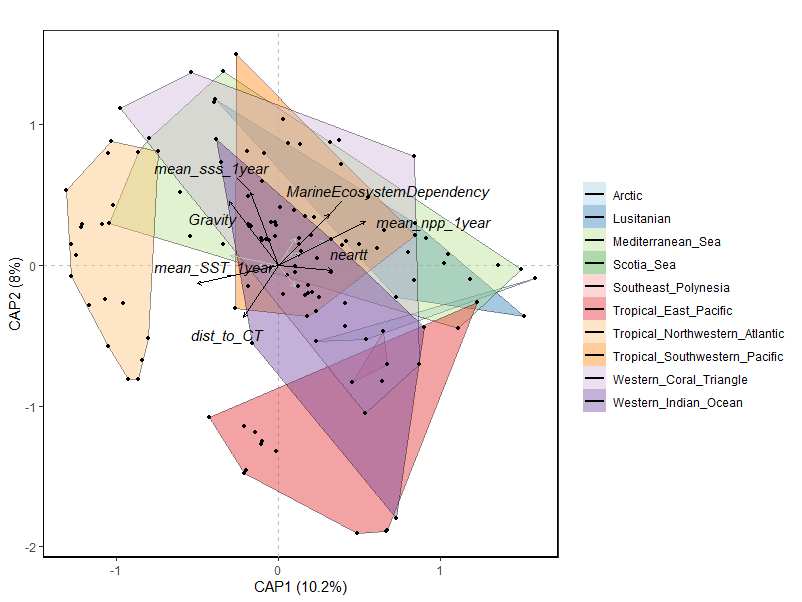 1
0
-1
-2
CAP2 (8%)
mean_sss_1year
MarineEcosystemDependency
Gravity
mean_npp_1year
neartt
mean_SST_1year
dist_to_CT
-1
0
1
CAP1 (10.2%)
Arctic
Lusitanian
Mediterranean_Sea
Scotia_Sea
Southeast_Polynesia
Tropical_East_Pacific
Tropical_Northwestern_Atlantic
Tropical_Southwestern_Pacific
Western_Coral_Triangle
Western_Indian_Ocean